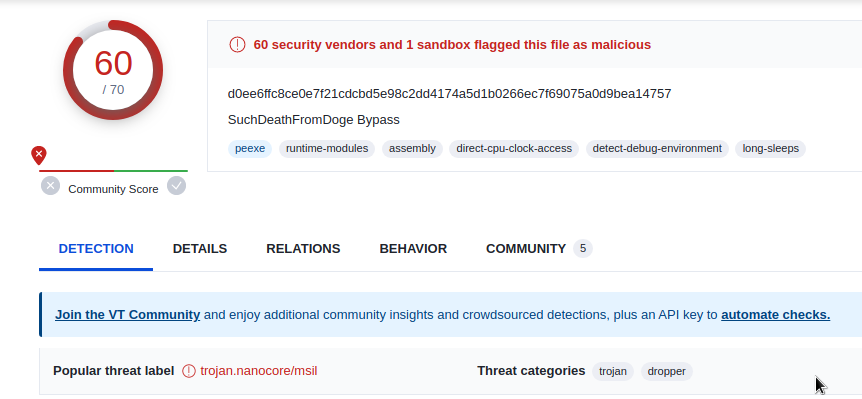 60
/ 70
Community Score
60 security vendors and 1 sandbox flagged this file as malicious
d0ee6ffc8ce0e7f21cdcbd5e98c2dd4174a5d1b0266ec7f69075a0d9bea14757
SuchDeathFromDoge Bypass
peexe runtime-modules assembly direct-cpu-clock-access detect-debug-environment long-sleeps
DETECTION DETAILS RELATIONS BEHAVIOR COMMUNITY 5
Join the VT Community and enjoy additional community insights and crowdsourced detections, plus an API key to automate checks.
Popular threat label trojan.nanocore/msil Threat categories trojan dropper